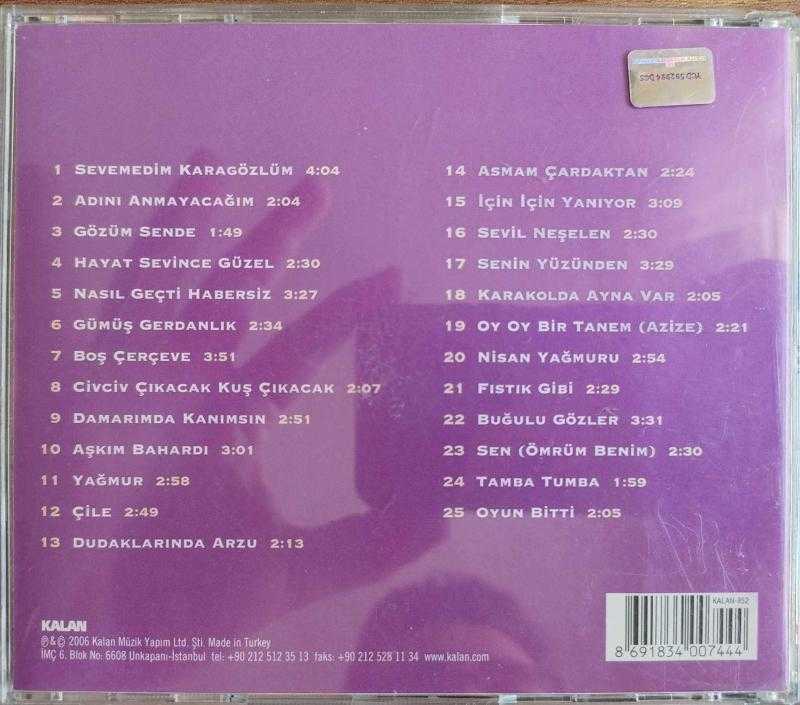 1 Sevemedim Karagözlüm 4:04
2 Adını Anmayacağım 2:04
3 Gözüm Sende 1:49
4 Hayat Sevince Güzel 2:30
5 Nasıl Geçti Habersiz 3:27
6 Gümüş Gerdanlık 2:34
7 Boş Çerçeve 3:51
8 Civciv Çıkacak Kuş Çıkacak 2:07
9 Damarımda Kanımsın 2:51
10 Aşkım Bahardı 3:01
11 Yağmur 2:58
12 Çile 2:49
13 Dudaklarında Arzu 2:13
14 Asmam Çardaktan 2:24
15 İçin İçin Yanıyor 3:09
16 Sevil Neşelen 2:30
17 Senin Yüzünden 3:29
18 Karakolda Ayna Var 2:05
19 Oy Oy Bir Tanem (Azize) 2:21
20 Nisan Yağmuru 2:54
21 Fıstık Gibi 2:29
22 Buğulu Gözler 3:31
23 Sen (Ömrüm Benim) 2:30
24 Tamba Tumba 1:59
25 Oyun Bitti 2:05
KALAN
℗&© 2006 Kalan Müzik Yapım Ltd. Şti. Made in Turkey
İMÇ 6. Blok No: 6608 Unkapanı-İstanbul tel: +90 212 512 35 13 faks: +90 212 528 11 34 www.kalan.com
KALAN-352
8 691834 007444